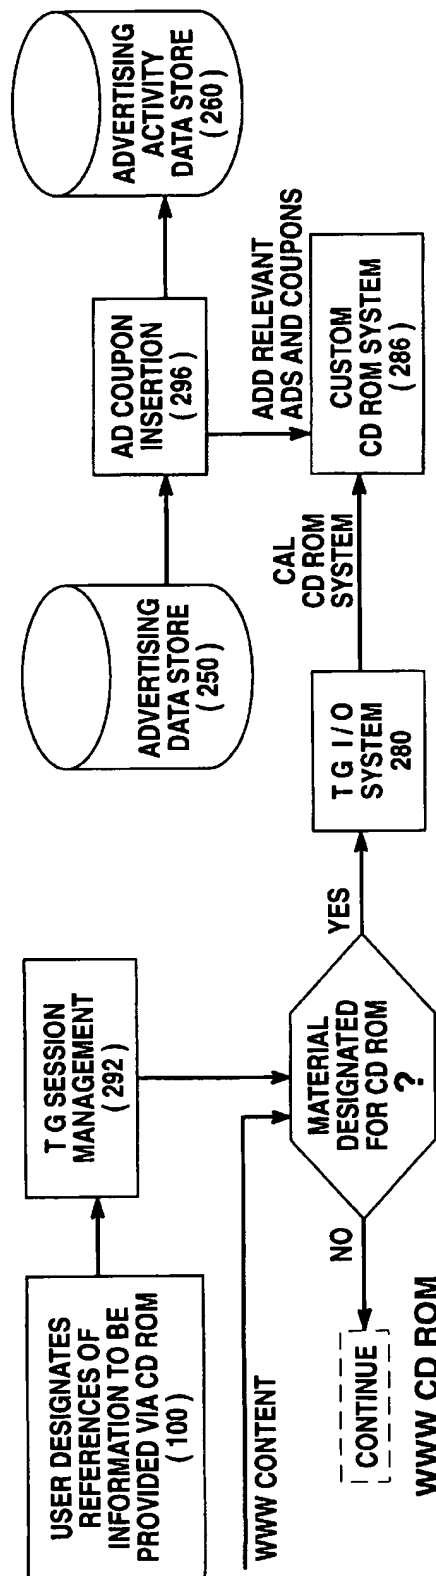 USER DESIGNATES
REFERENCES OF
INFORMATION TO BE
PROVIDED VIA CD ROM
(100)
T G SESSION
MANAGEMENT
(292)
WWW CONTENT
MATERIAL
DESIGNATED
FOR CD ROM
?
NO
CONTINUE
YES
T G I/O
SYSTEM
280
CAL
CD ROM
SYSTEM
ADVERTISING
DATA STORE
(250)
AD COUPON
INSERTION
(296)
ADVERTISING
ACTIVITY
DATA STORE
(260)
ADD RELEVANT
ADS AND COUPONS
CUSTOM
CD ROM SYSTEM
(286)
WWW CD ROM